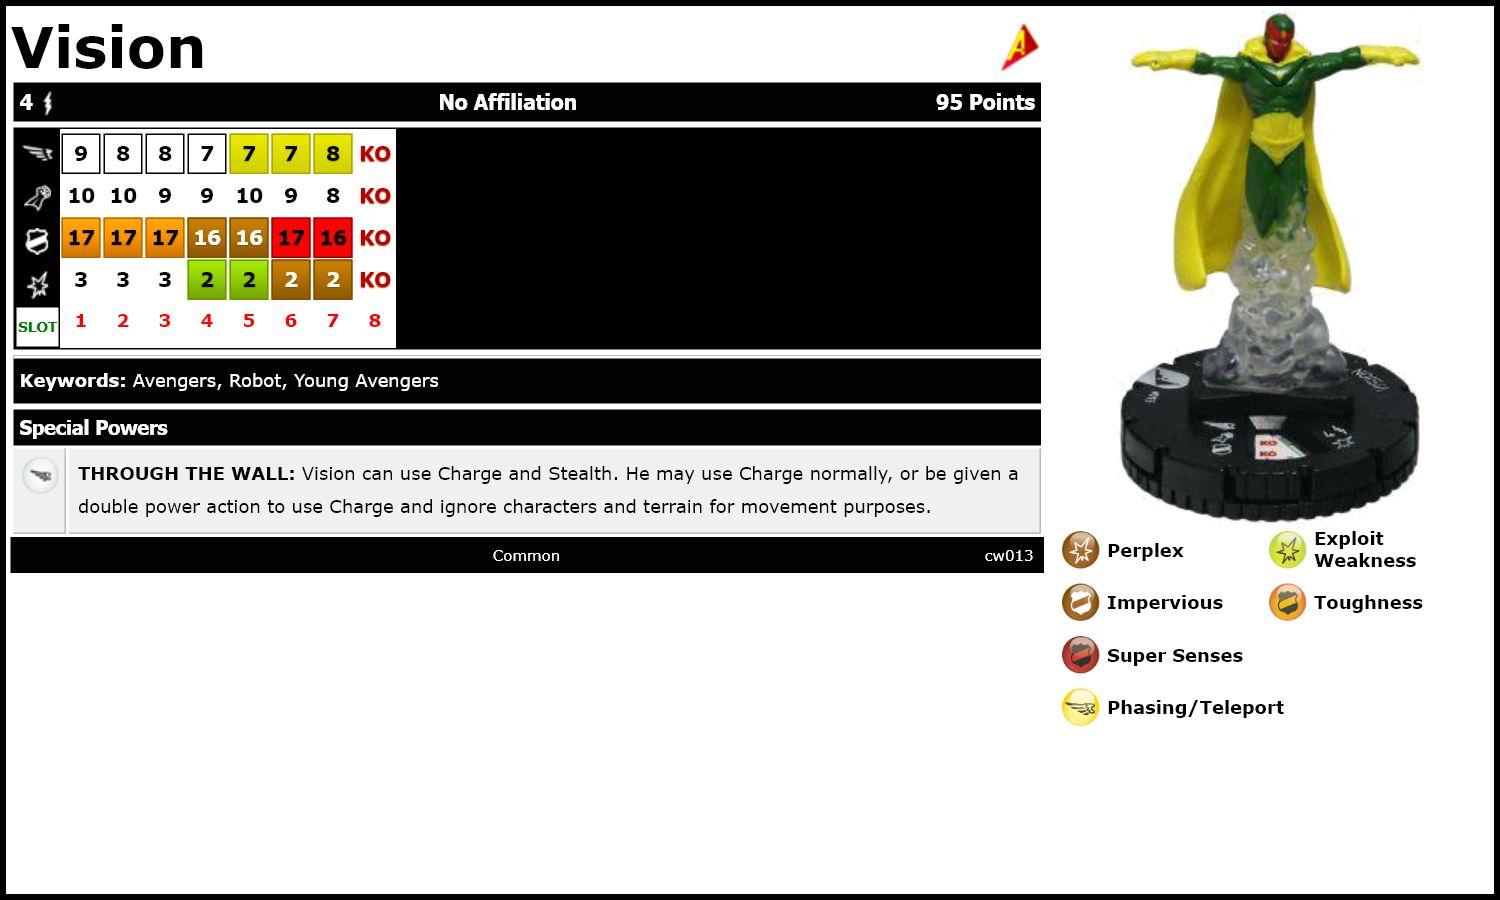 Vision
A
4 No Affiliation 95 Points
9 8 8 7 7 7 8 KO
10 10 9 9 10 9 8 KO
17 17 17 16 16 17 16 KO
3 3 3 2 2 2 2 KO
SLOT 1 2 3 4 5 6 7 8
Keywords: Avengers, Robot, Young Avengers
Special Powers
THROUGH THE WALL: Vision can use Charge and Stealth. He may use Charge normally, or be given a
double power action to use Charge and ignore characters and terrain for movement purposes.
Common cw013
VISION
KO
KO
Perplex
Exploit
Weakness
Impervious
Toughness
Super Senses
Phasing/Teleport